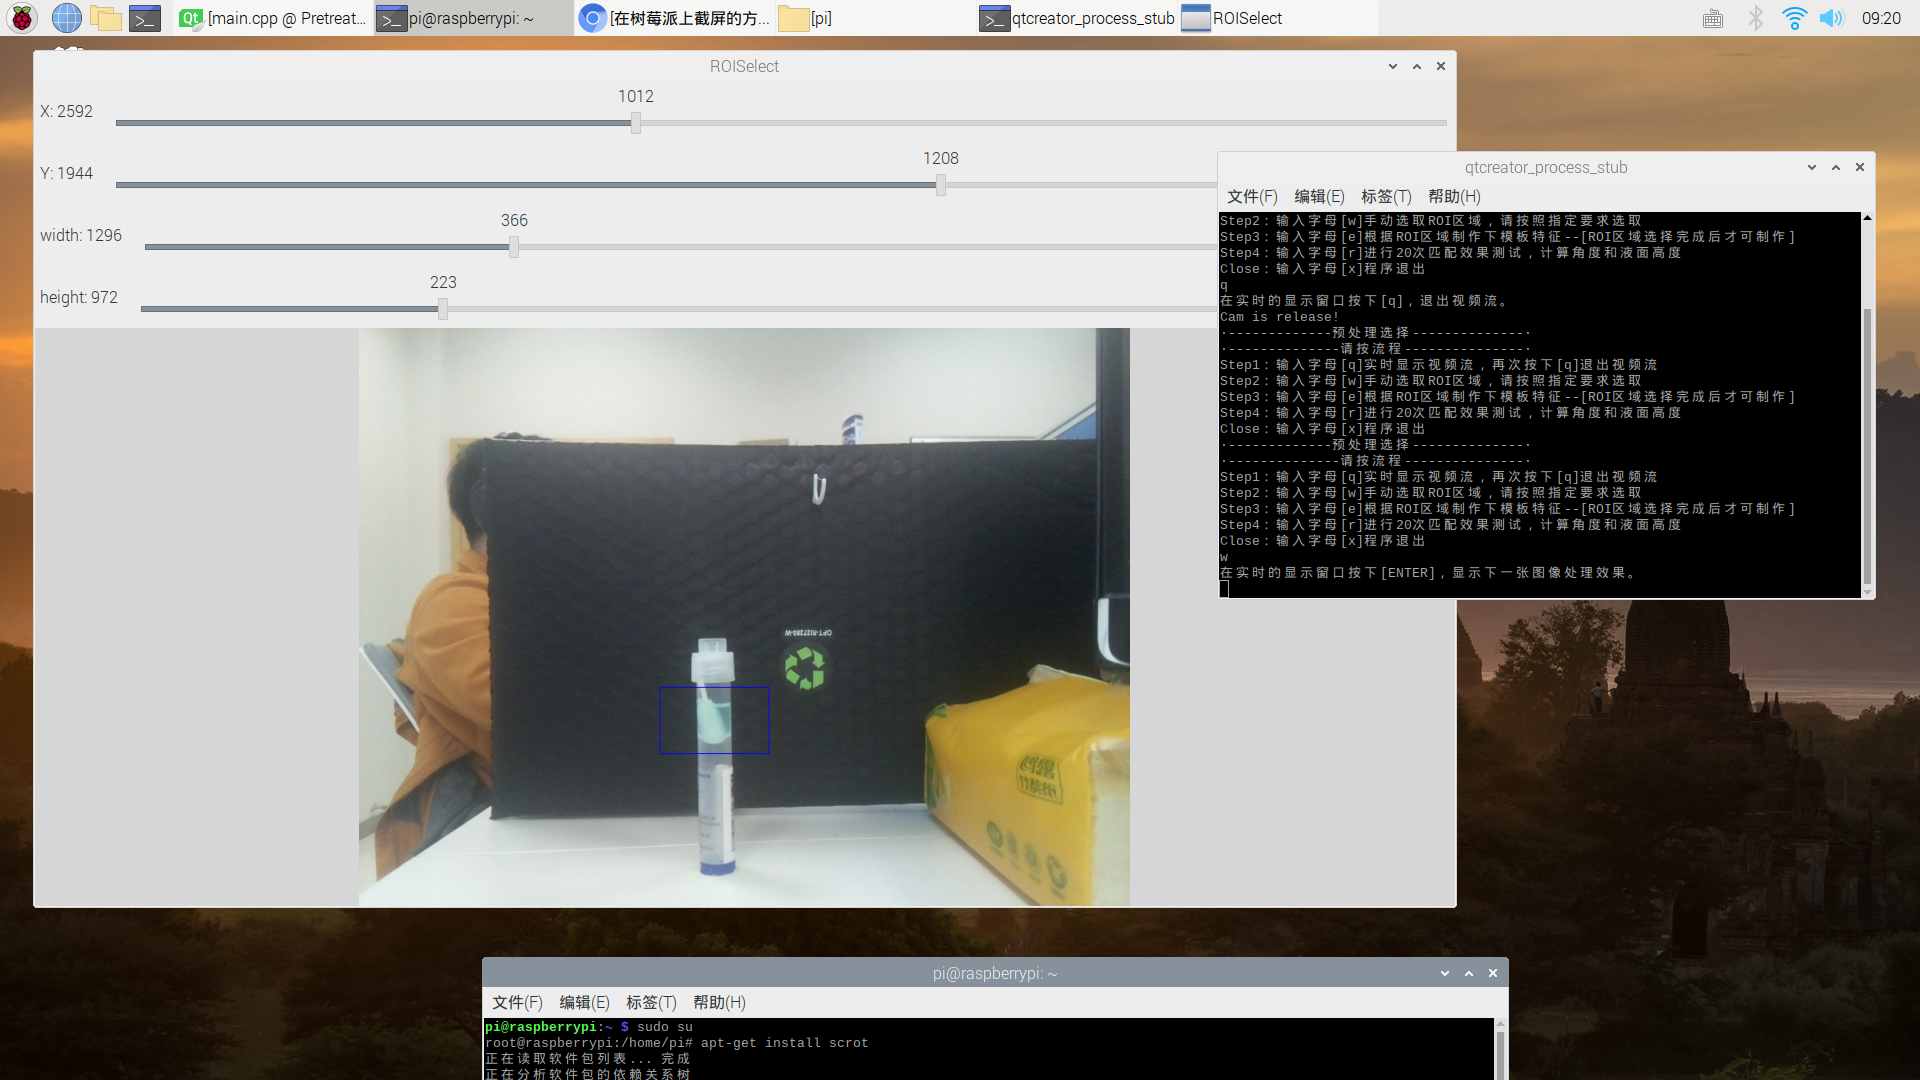 [main.cpp @ Pretreat...
pi@raspberrypi: ~
[在树莓派上截屏的方...
[pi]
qtcreator_process_stub
ROISelect
09:20
ROISelect
1012
X: 2592
1208
Y: 1944
366
width: 1296
223
height: 972
OPT-RI27280-W
qtcreator_process_stub
文件(F) 编辑(E) 标签(T) 帮助(H)
Step2：输入字母[w]手动选取ROI区域，请按照指定要求选取
Step3：输入字母[e]根据ROI区域制作下模板特征--[ROI区域选择完成后才可制作]
Step4：输入字母[r]进行20次匹配效果测试，计算角度和液面高度
Close：输入字母[x]程序退出
q
在实时的显示窗口按下[q]，退出视频流。
Cam is release!
·-------------预处理选择--------------·
·--------------请按流程---------------·
Step1：输入字母[q]实时显示视频流，再次按下[q]退出视频流
Step2：输入字母[w]手动选取ROI区域，请按照指定要求选取
Step3：输入字母[e]根据ROI区域制作下模板特征--[ROI区域选择完成后才可制作]
Step4：输入字母[r]进行20次匹配效果测试，计算角度和液面高度
Close：输入字母[x]程序退出
·-------------预处理选择--------------·
·--------------请按流程---------------·
Step1：输入字母[q]实时显示视频流，再次按下[q]退出视频流
Step2：输入字母[w]手动选取ROI区域，请按照指定要求选取
Step3：输入字母[e]根据ROI区域制作下模板特征--[ROI区域选择完成后才可制作]
Step4：输入字母[r]进行20次匹配效果测试，计算角度和液面高度
Close：输入字母[x]程序退出
w
在实时的显示窗口按下[ENTER]，显示下一张图像处理效果。
pi@raspberrypi: ~
文件(F) 编辑(E) 标签(T) 帮助(H)
pi@raspberrypi:~ $ sudo su
root@raspberrypi:/home/pi# apt-get install scrot
正在读取软件包列表... 完成
正在分析软件包的依赖关系树